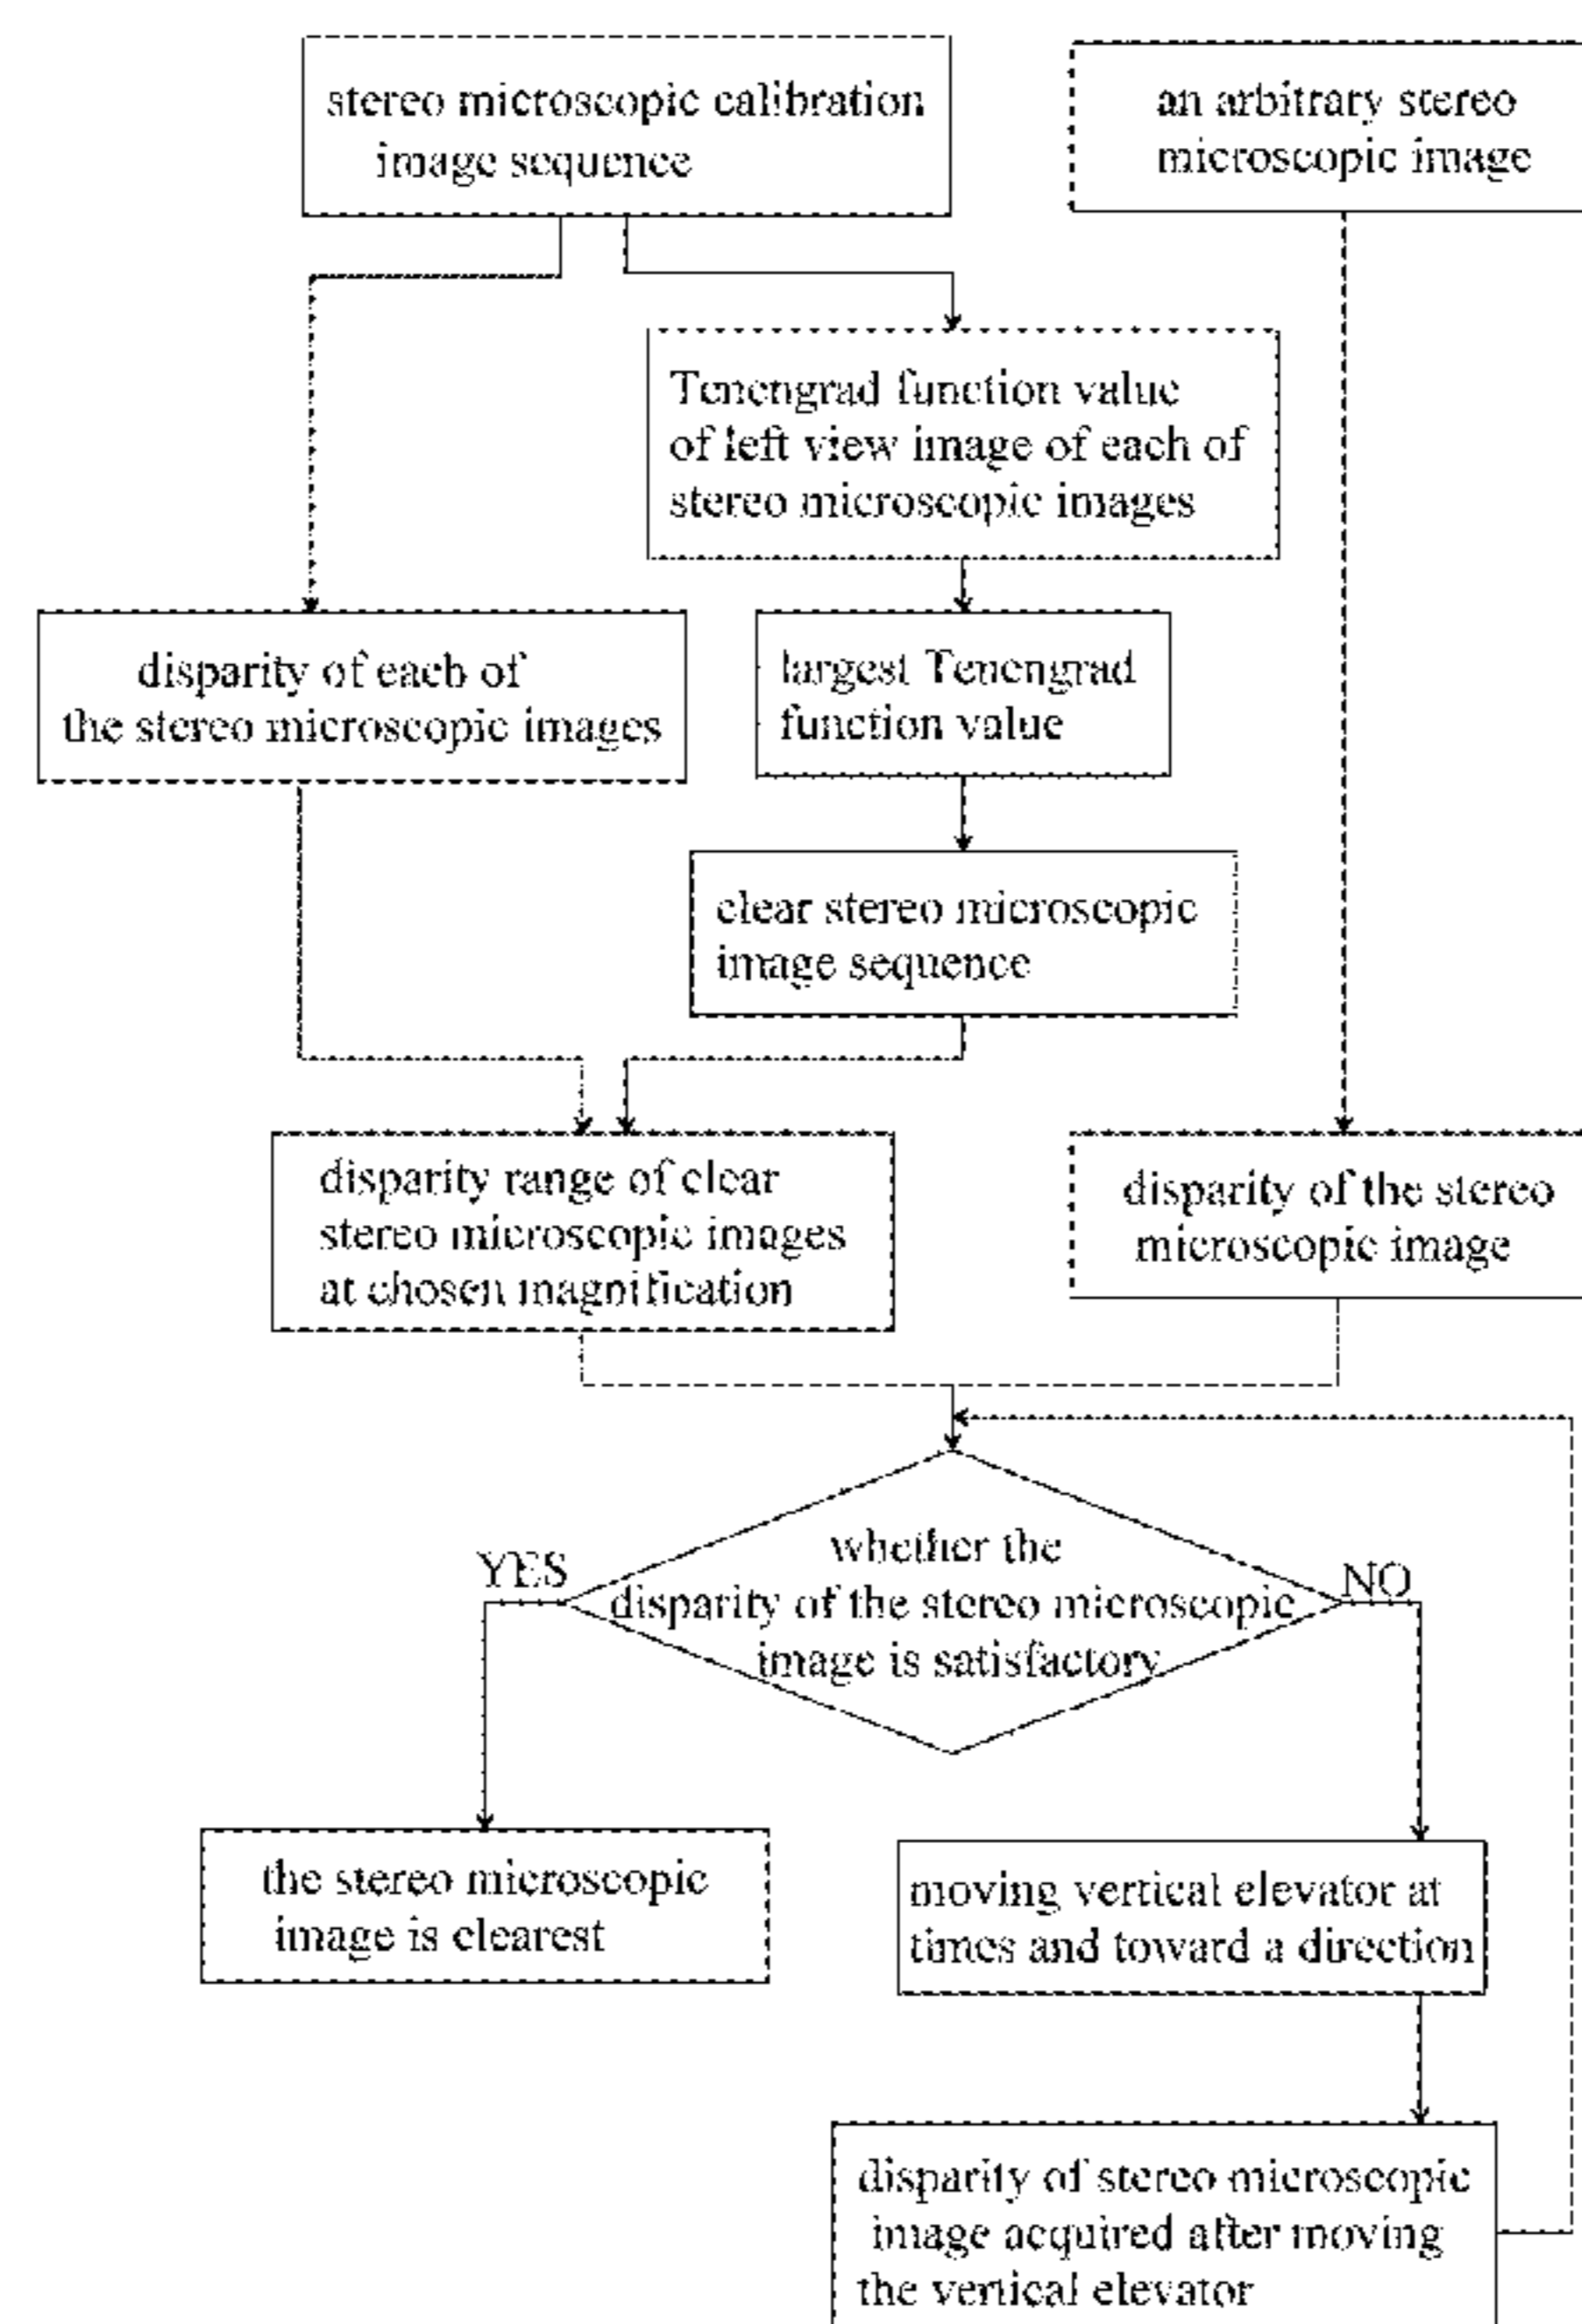 stereo microscopic calibration
image sequence
an arbitrary stereo
microscopic image
Tenengrad function value
of left view image of each of
stereo microscopic images
disparity of each of
the stereo microscopic images
largest Tenengrad
function value
clear stereo microscopic
image sequence
disparity range of clear
stereo microscopic images
at chosen magnification
disparity of the stereo
microscopic image
whether the
disparity of the stereo microscopic
image is satisfactory
YES
NO
the stereo microscopic
image is clearest
moving vertical elevator at
times and toward a direction
disparity of stereo microscopic
image acquired after moving
the vertical elevator